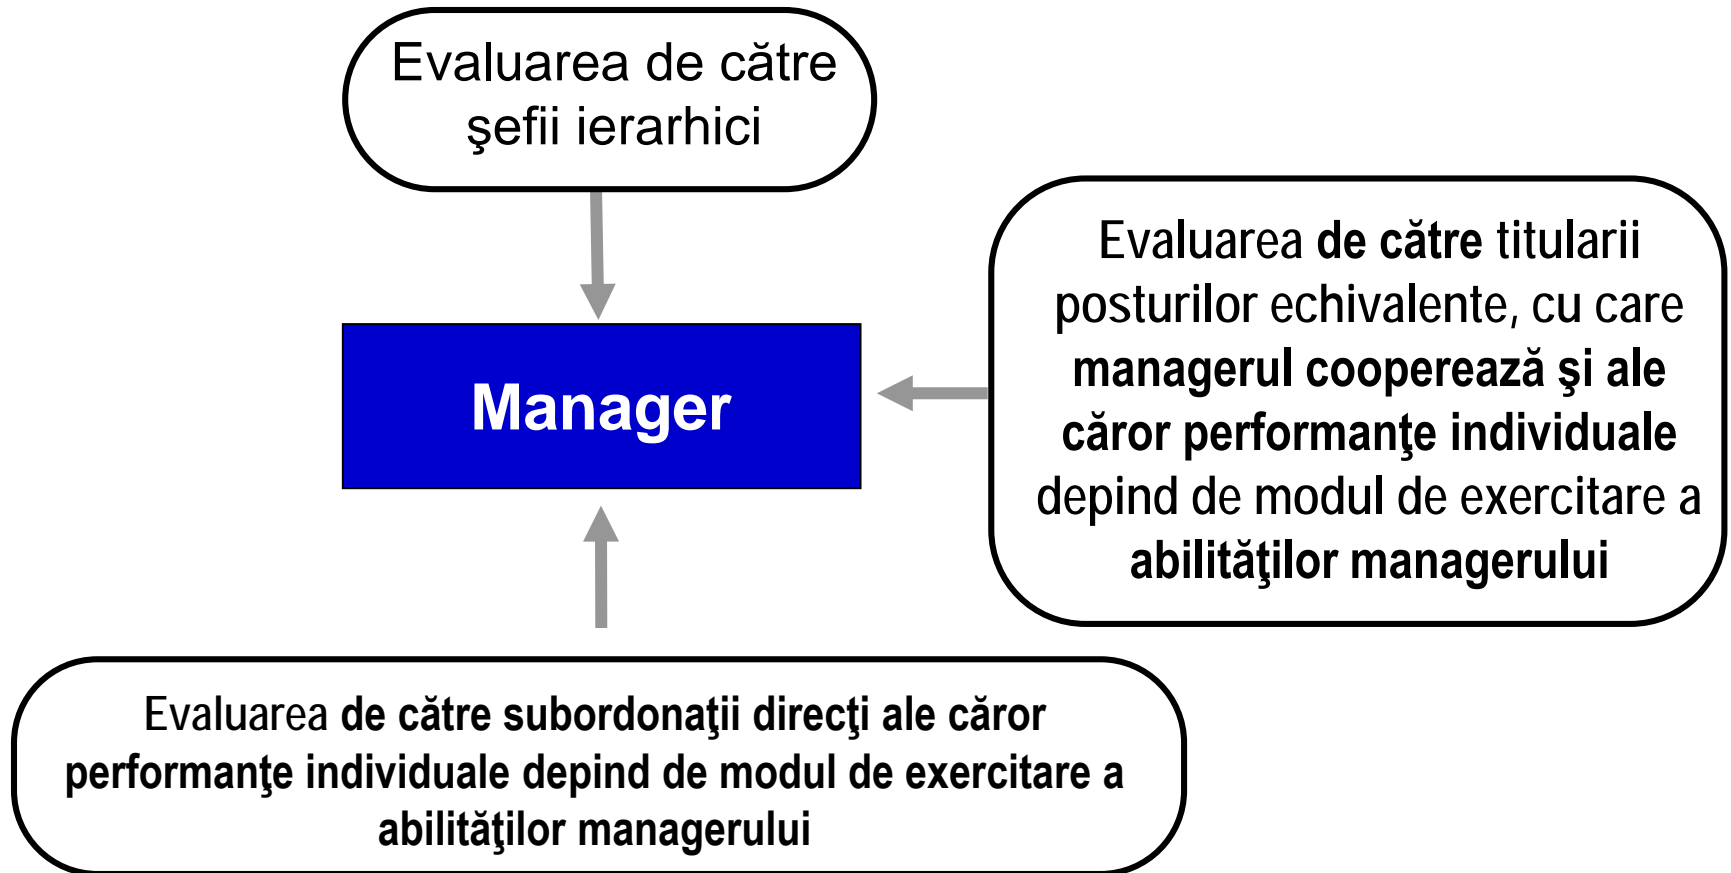 Evaluarea de către
şefii ierarhici
Evaluarea de către titularii
posturilor echivalente, cu care
managerul cooperează şi ale
căror performanţe individuale
depind de modul de exercitare a
abilităţilor managerului
Manager
Evaluarea de către subordonaţii direcţi ale căror
performanţe individuale depind de modul de exercitare a
abilităţilor managerului